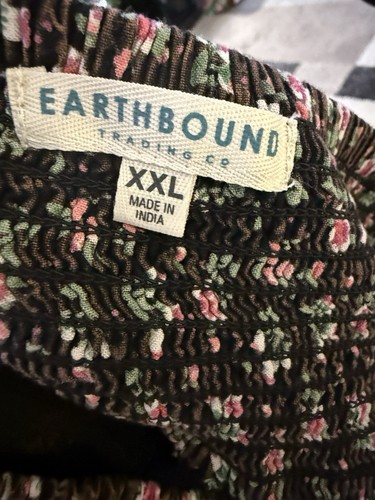 EARTHBOUND
TRADING CO
XXL
MADE IN
INDIA